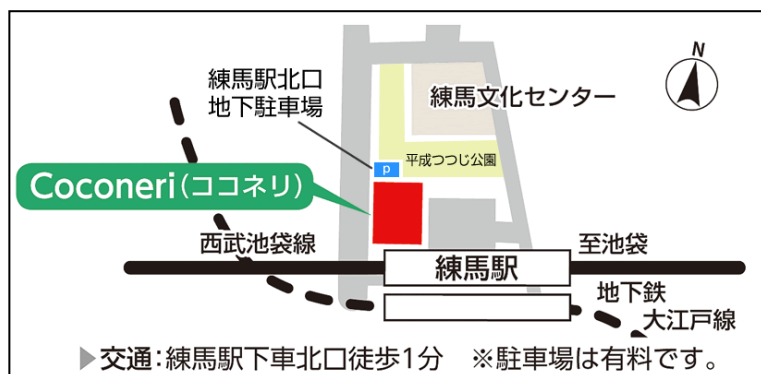 N
練馬駅北口
地下駐車場
練馬文化センター
平成つつじ公園
p
Coconeri(ココネリ)
西武池袋線
至池袋
練馬駅
地下鉄
大江戸線
▶交通:練馬駅下車北口徒歩1分 ※駐車場は有料です。